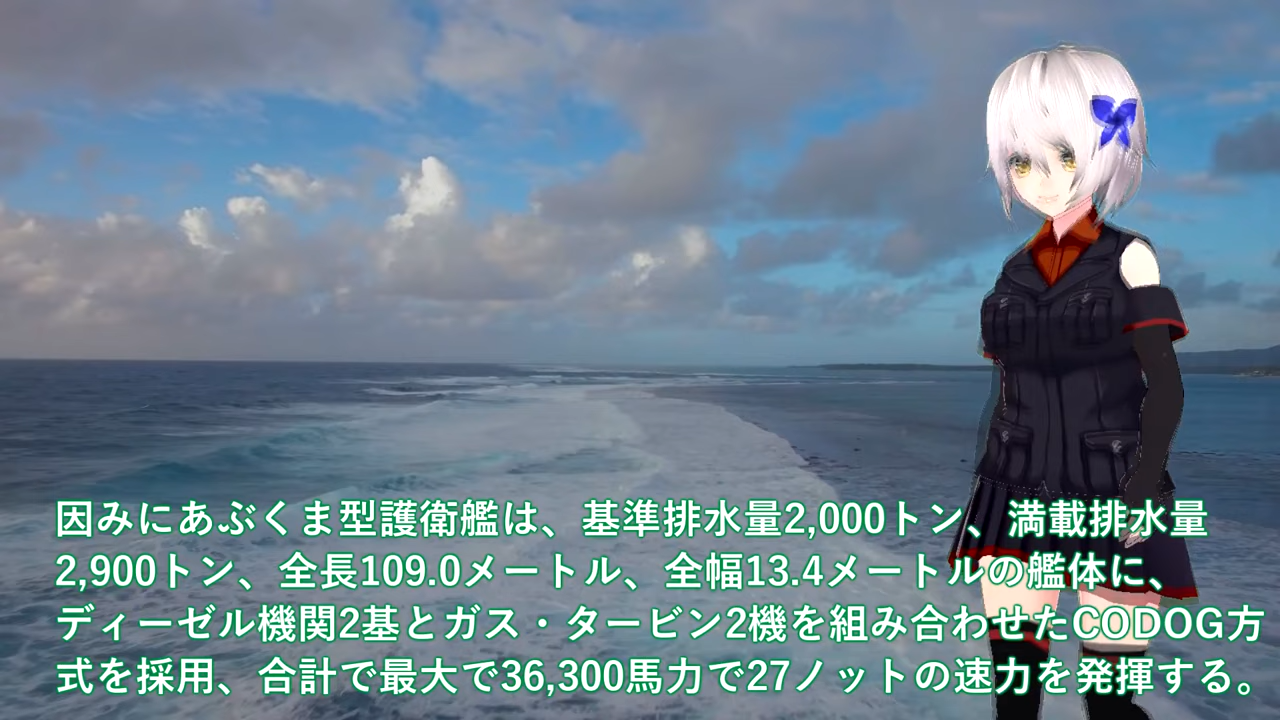 因みにあぶくま型護衛艦は、基準排水量2,000トン、満載排水量
2,900トン、全長109.0メートル、全幅13.4メートルの艦体に、
ディーゼル機関2基とガス・タービン2機を組み合わせたCODOG方
式を採用、合計で最大で36,300馬力で27ノットの速力を発揮する。